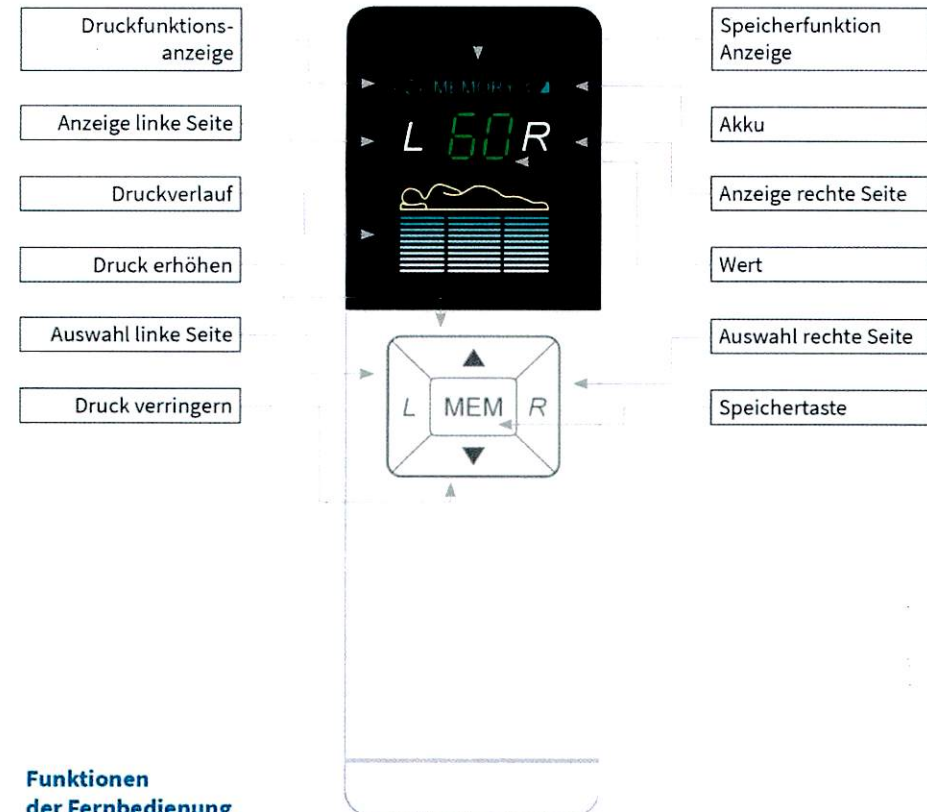 Druckfunktions-
anzeige
Anzeige linke Seite
Druckverlauf
Druck erhöhen
Auswahl linke Seite
Druck verringern
MEMORY
L 60 R
L MEM R
Speicherfunktion
Anzeige
Akku
Anzeige rechte Seite
Wert
Auswahl rechte Seite
Speichertaste
Funktionen
der Fernbedienung